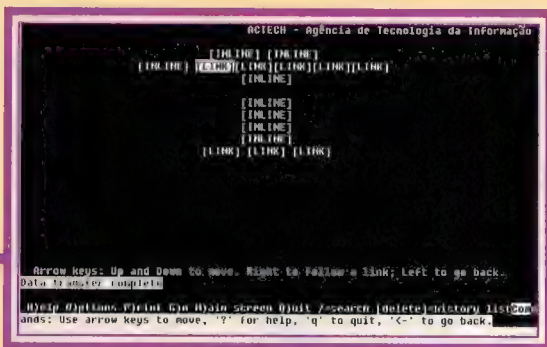 ACTECH - Agência de Tecnologia da Informação
[INLINE] [INLINE]
[INLINE] [LINK][LINK][LINK][LINK][LINK]
[INLINE]
[INLINE]
[INLINE]
[INLINE]
[INLINE]
[LINK] [LINK] [LINK]
Arrow keys: Up and Down to move. Right to follow a link; Left to go back.
Data transfer complete
H)elp O)ptions P)rint G)o M)ain screen Q)uit /=search [delete]=history list Com
ands: Use arrow keys to move, '?' for help, 'q' to quit, '<-' to go back.